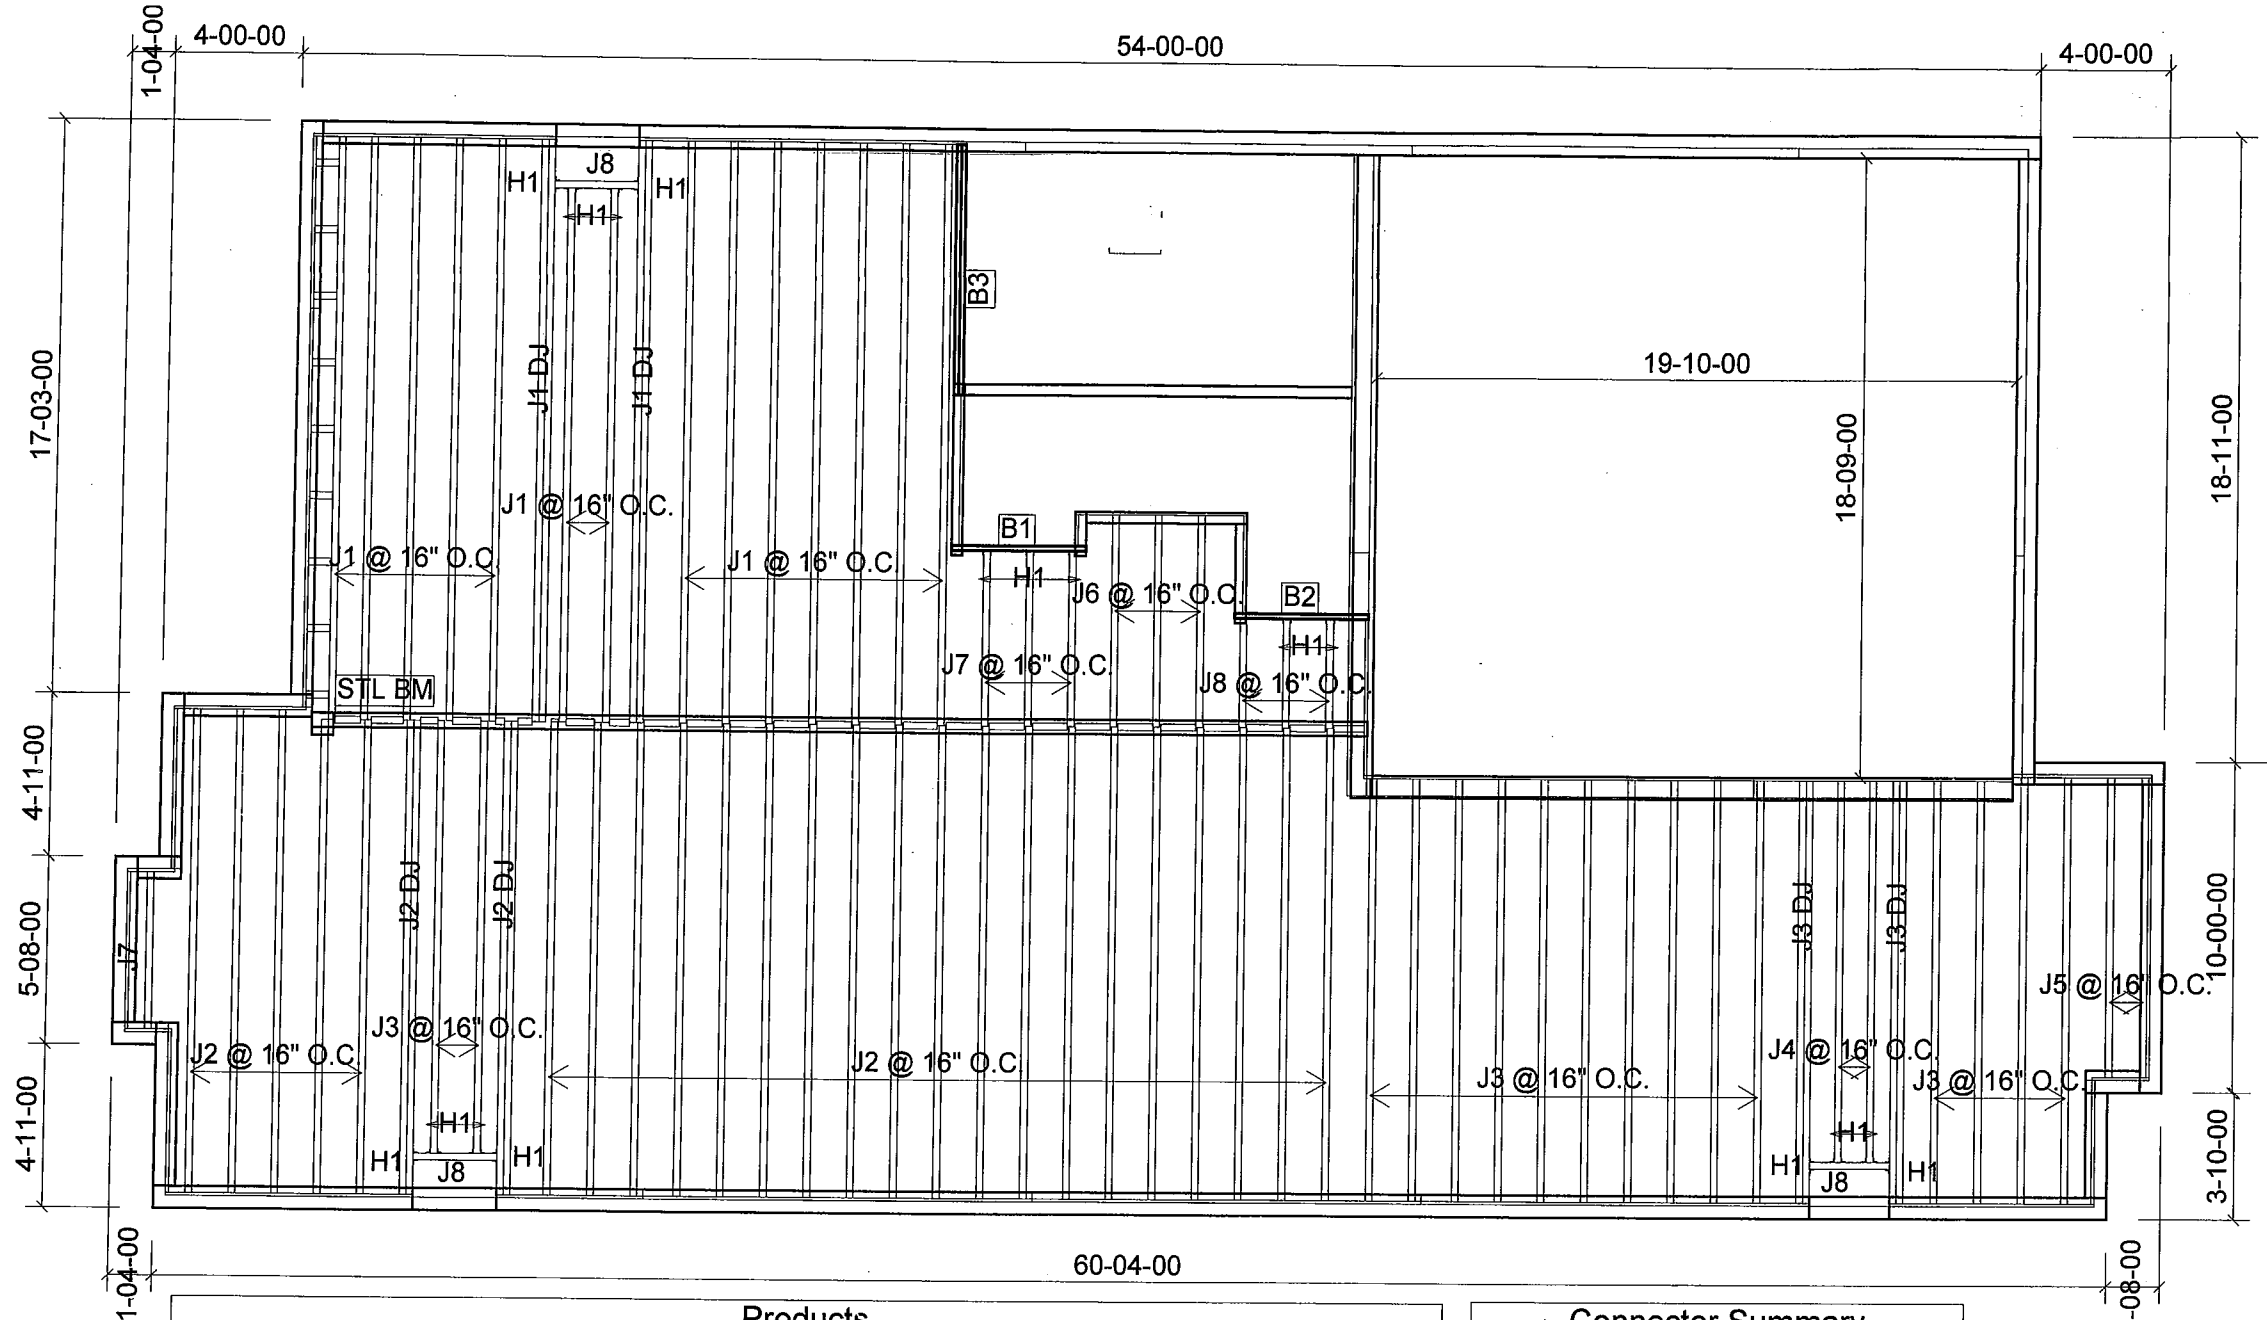 1-04-00
4-00-00
54-00-00
4-00-00
J8
H1
H1
H1
B3
J1 DJ
J1 DJ
17-03-00
19-10-00
18-09-00
18-11-00
J1 @ 16" O.C.
B1
J1 @ 16" O.C.
J1 @ 16" O.C.
H1
J6 @ 16" O.C.
B2
H1
J7 @ 16" O.C.
J8 @ 16" O.C.
STL BM
4-11-00
J2 DJ
J2 DJ
J3 DJ
J3 DJ
5-08-00
J7
10-00-00
J5 @ 16" O.C.
J3 @ 16" O.C.
J2 @ 16" O.C.
J2 @ 16" O.C.
J4 @ 16" O.C.
J3 @ 16" O.C.
J3 @ 16" O.C.
4-11-00
H1
H1
H1
H1
J8
H1
H1
J8
3-10-00
1-04-00
60-04-00
-08-00
Products
Connector Summary